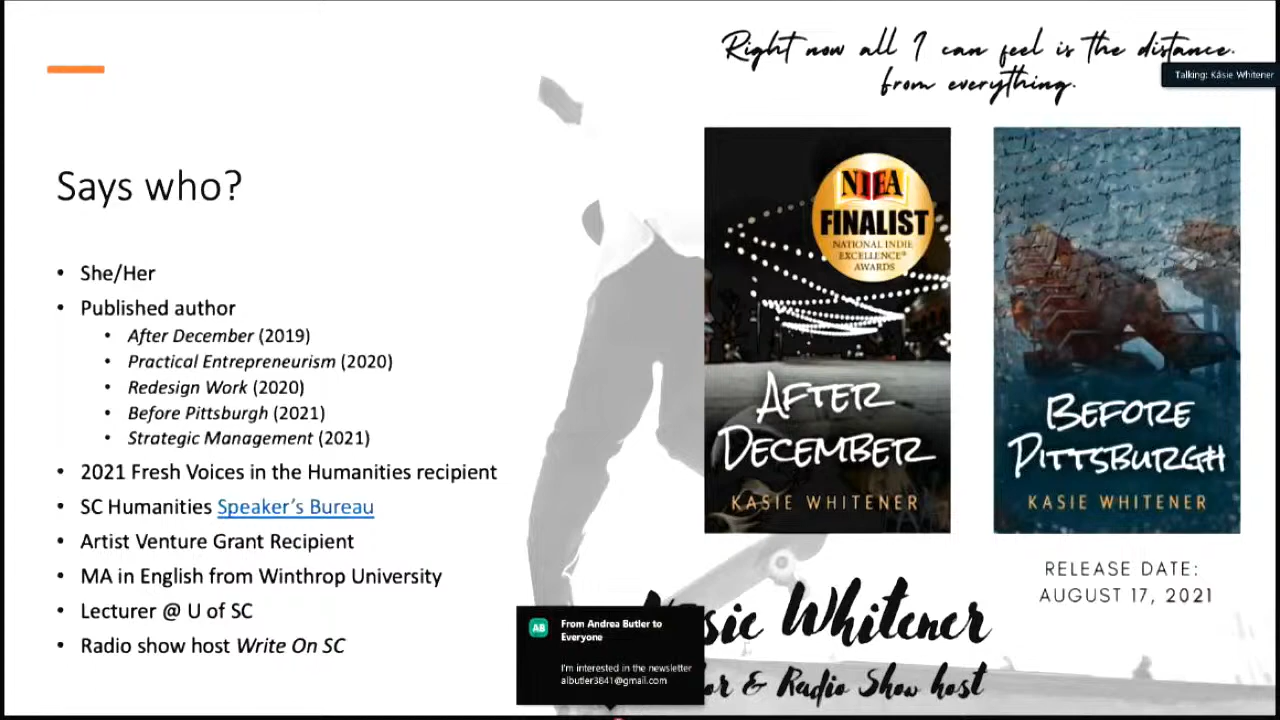 Right now all I can feel is the distance.
from everything.
Talking: Kasie Whitener
Says who?
• She/Her
• Published author
• After December (2019)
• Practical Entrepreneurism (2020)
• Redesign Work (2020)
• Before Pittsburgh (2021)
• Strategic Management (2021)
• 2021 Fresh Voices in the Humanities recipient
• SC Humanities Speaker's Bureau
• Artist Venture Grant Recipient
• MA in English from Winthrop University
• Lecturer @ U of SC
• Radio show host Write On SC
NIEA
FINALIST
NATIONAL INDIE
EXCELLENCE®
AWARDS
AFTER
DECEMBER
KASIE WHITENER
BEFORE
PITTSBURGH
KASIE WHITENER
RELEASE DATE:
AUGUST 17, 2021
Whitener
& Radio Show host
AB
From Andrea Butler to
Everyone
I'm interested in the newsletter
albutler3841@gmail.com